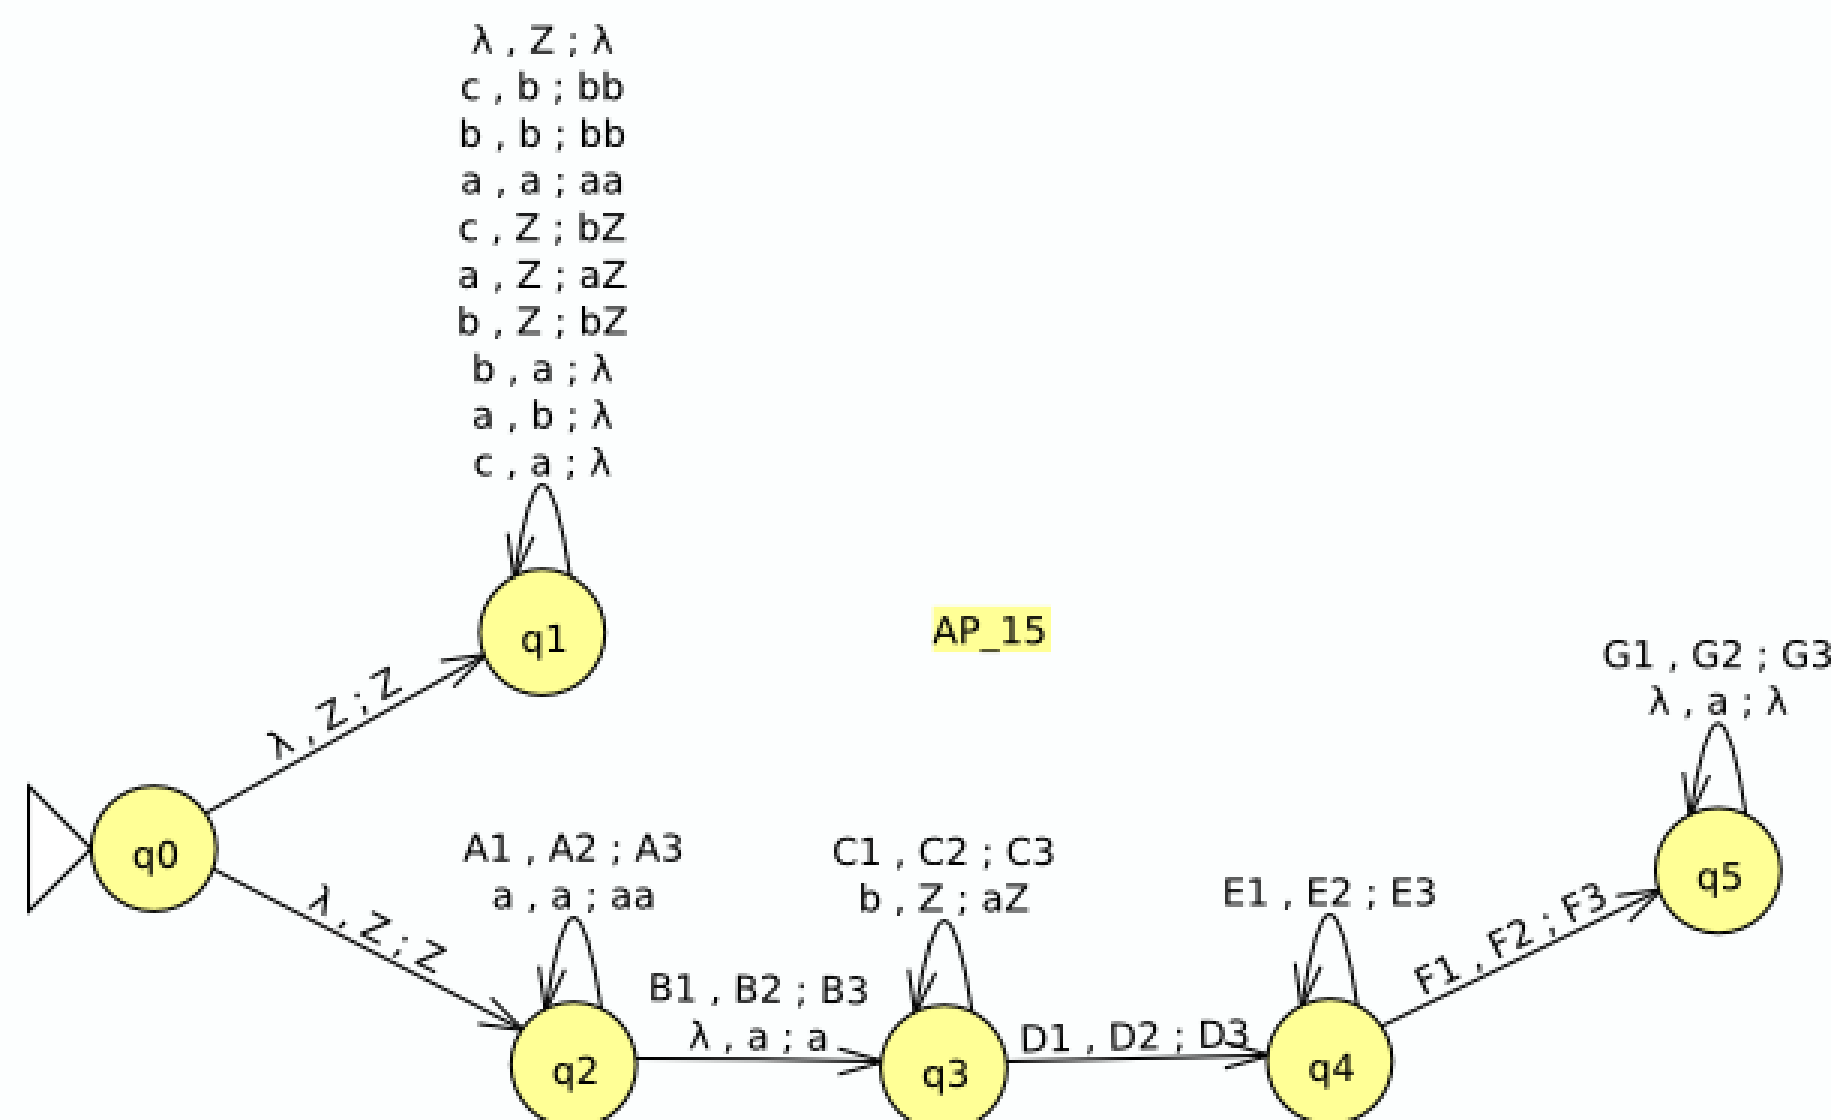 λ , Z ; λ
c , b ; bb
b , b ; bb
a , a ; aa
c , Z ; bZ
a , Z ; aZ
b , Z ; bZ
b , a ; λ
a , b ; λ
c , a ; λ
q1
AP_15
λ , Z ; Z
q0
λ , Z ; Z
A1 , A2 ; A3
a , a ; aa
q2
B1 , B2 ; B3
λ , a ; a
C1 , C2 ; C3
b , Z ; aZ
q3
D1 , D2 ; D3
E1 , E2 ; E3
q4
F1 , F2 ; F3
G1 , G2 ; G3
λ , a ; λ
q5